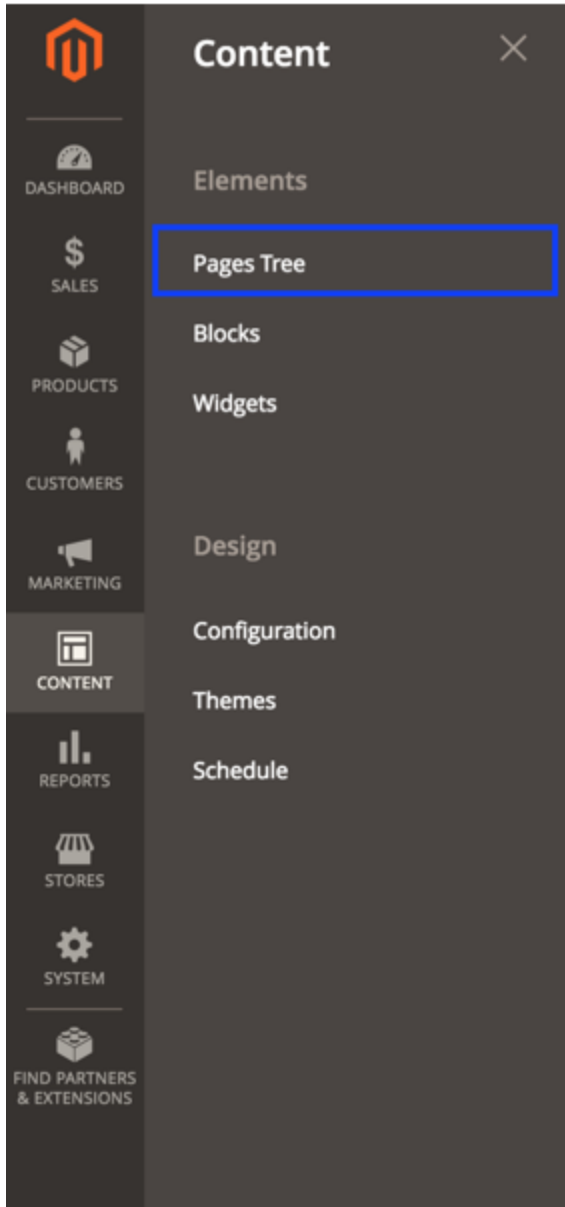 Content
DASHBOARD
SALES
PRODUCTS
CUSTOMERS
MARKETING
CONTENT
REPORTS
STORES
SYSTEM
FIND PARTNERS
& EXTENSIONS
Elements
Pages Tree
Blocks
Widgets
Design
Configuration
Themes
Schedule